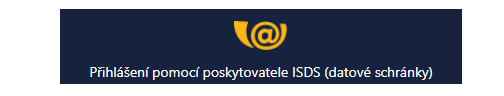 Přihlášení pomocí poskytovatele ISDS (datové schránky)